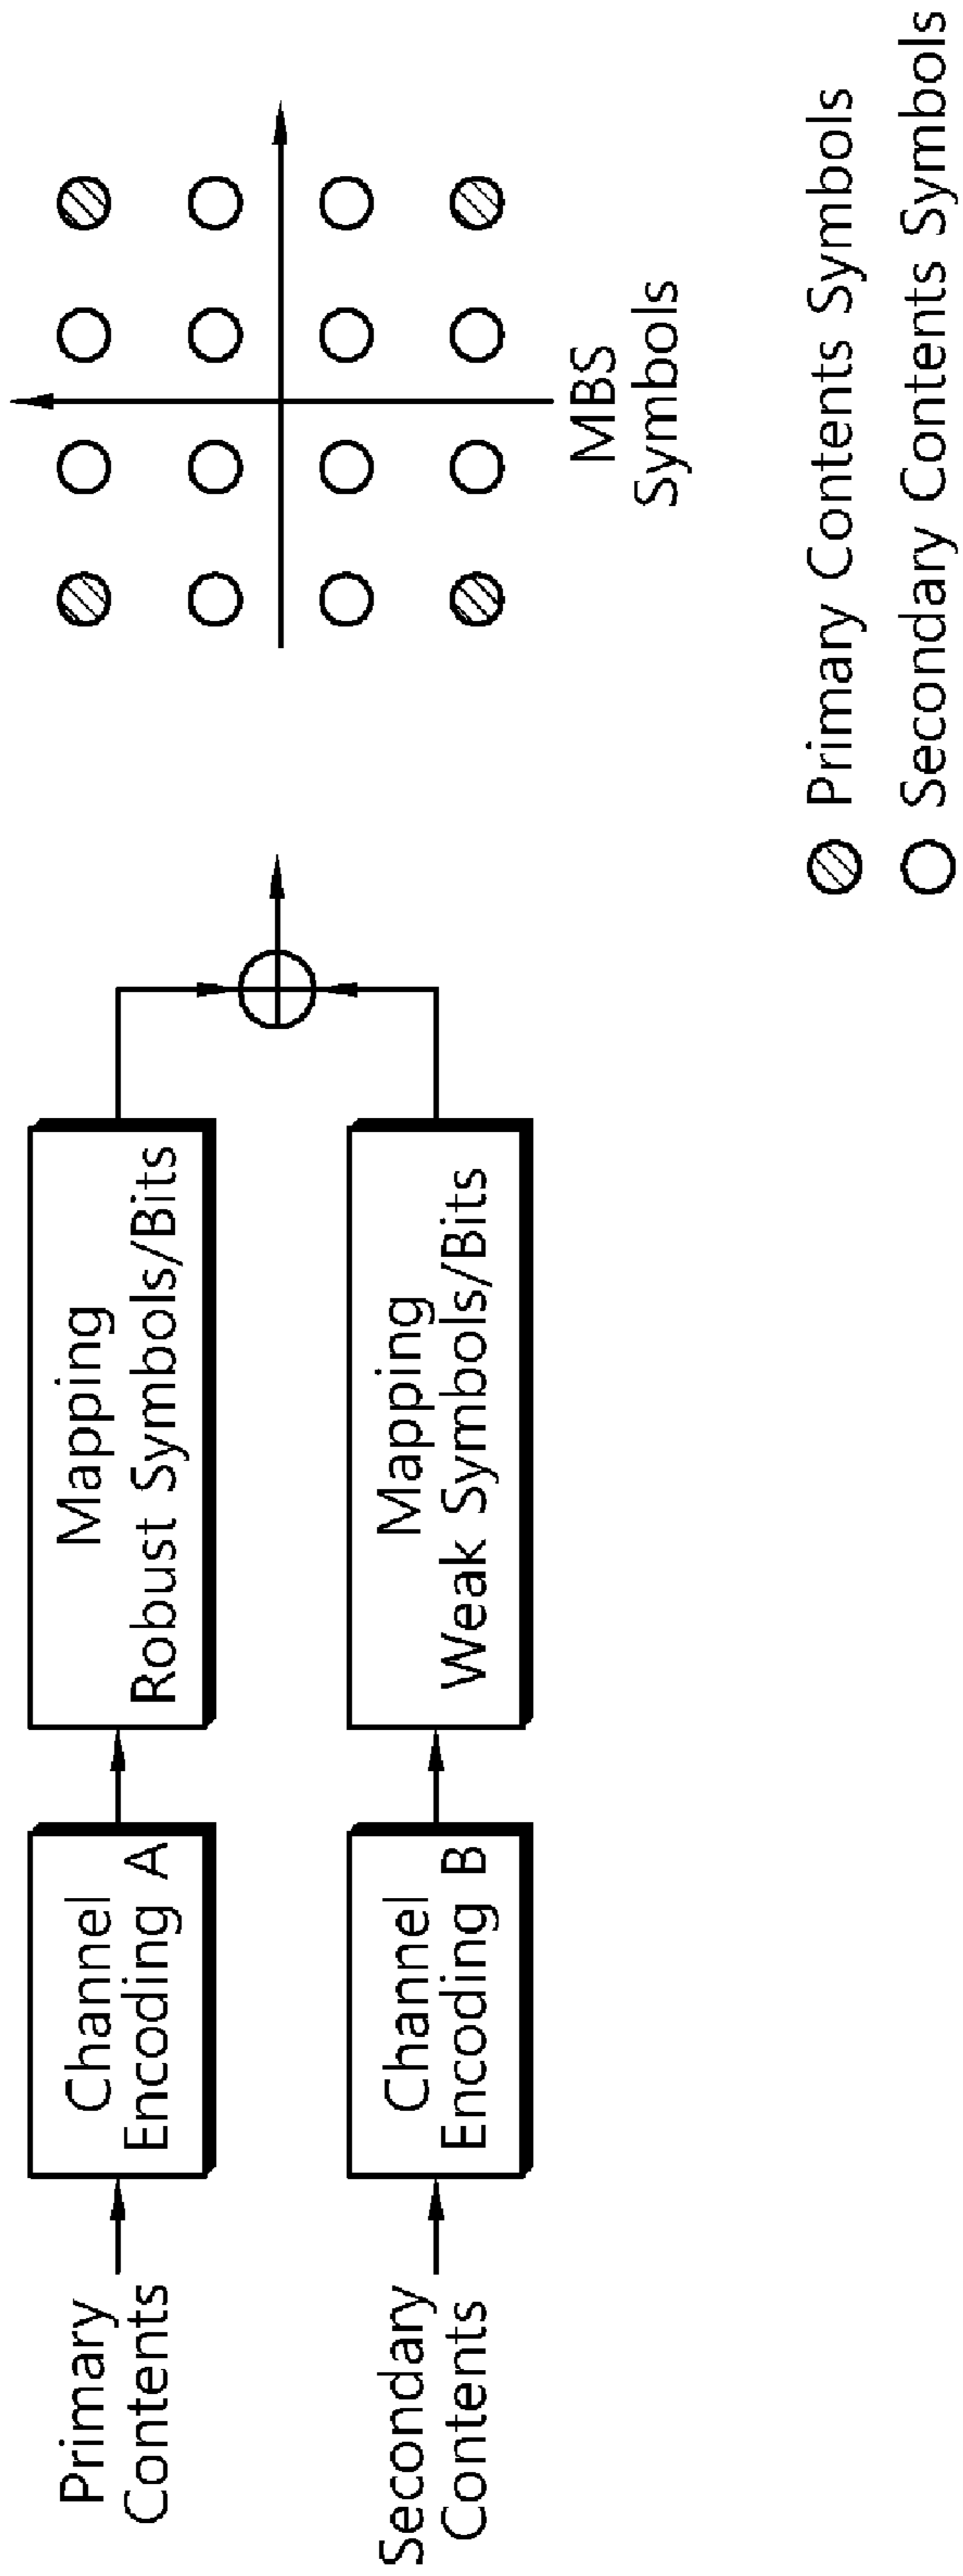 Primary
Contents
Channel
Encoding A
Mapping
Robust Symbols/Bits
Secondary
Contents
Channel
Encoding B
Mapping
Weak Symbols/Bits
MBS
Symbols
Primary Contents Symbols
Secondary Contents Symbols